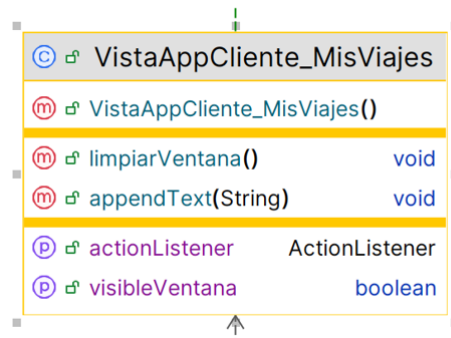 C VistaAppCliente_MisViajes
m VistaAppCliente_MisViajes()
m limpiarVentana() void
m appendText(String) void
p actionListener ActionListener
p visibleVentana boolean